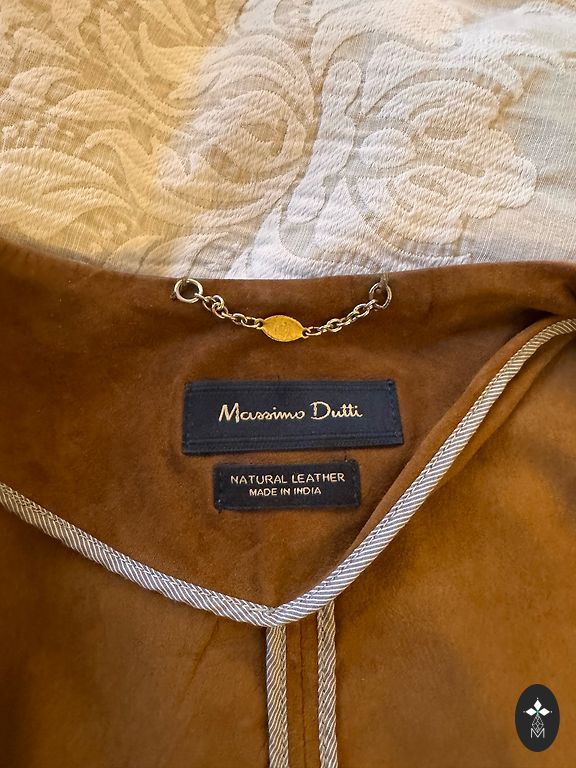 Massimo Dutti
NATURAL LEATHER
MADE IN INDIA
M